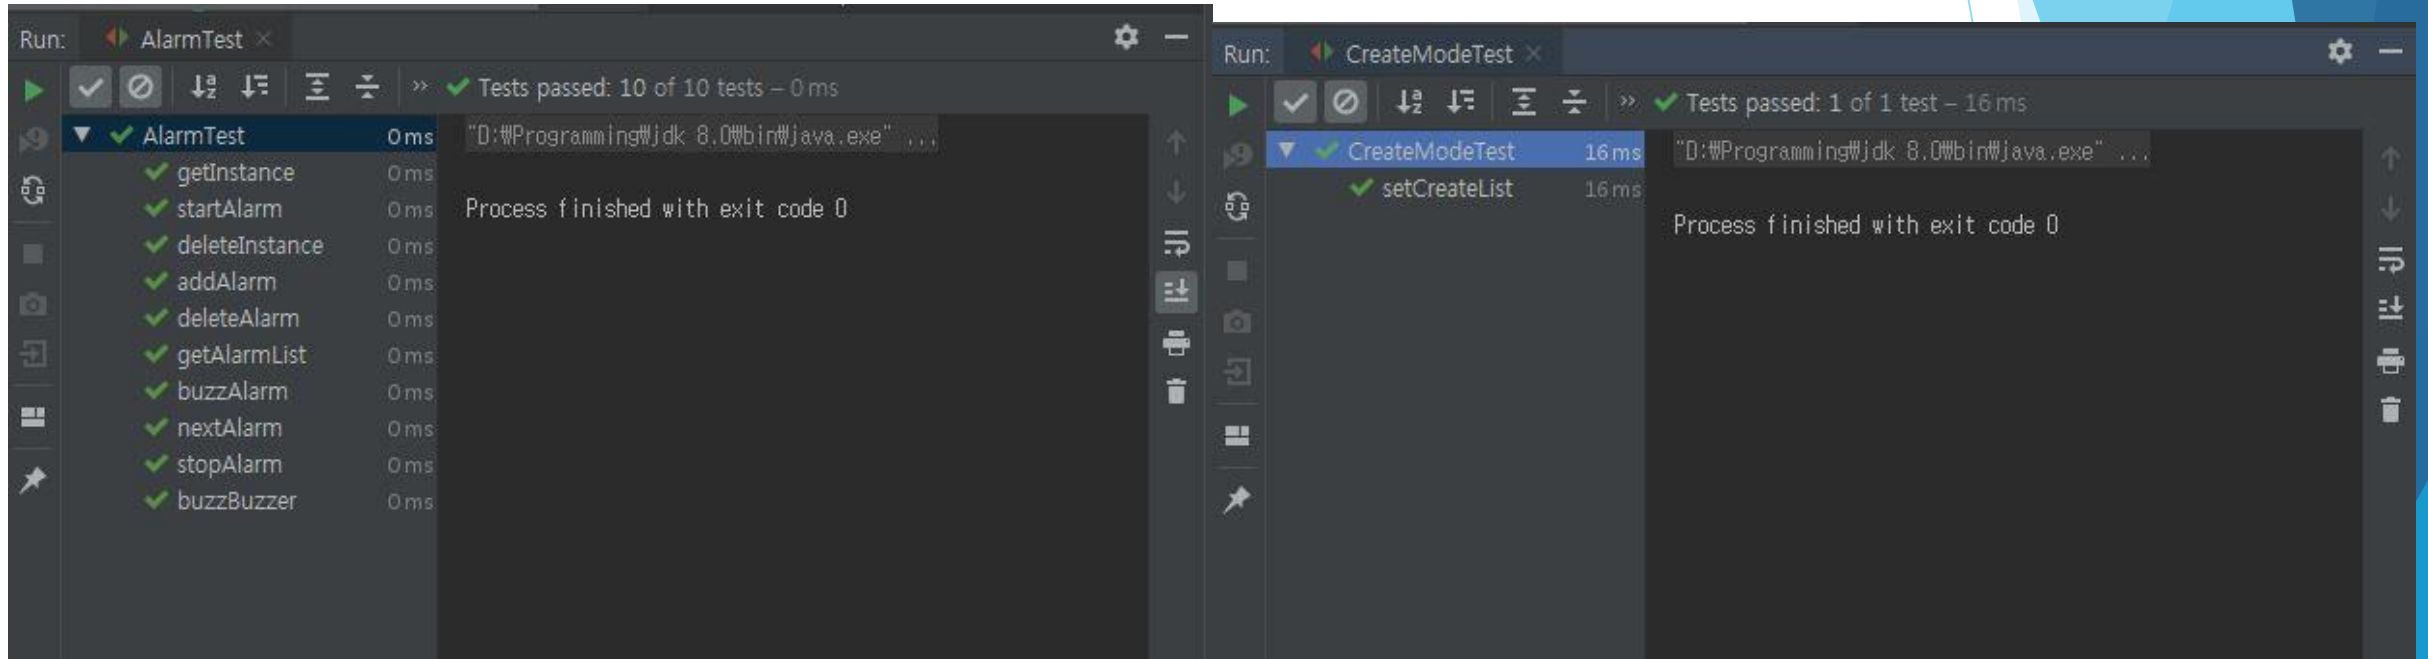 Run: AlarmTest
» Tests passed: 10 of 10 tests – 0 ms
AlarmTest 0 ms
getInstance 0 ms
startAlarm 0 ms
deleteInstance 0 ms
addAlarm 0 ms
deleteAlarm 0 ms
getAlarmList 0 ms
buzzAlarm 0 ms
nextAlarm 0 ms
stopAlarm 0 ms
buzzBuzzer 0 ms
"D:₩Programming₩jdk 8.0₩bin₩java.exe" ...
Process finished with exit code 0
Run: CreateModeTest
» Tests passed: 1 of 1 test – 16 ms
CreateModeTest 16 ms
setCreateList 16 ms
"D:₩Programming₩jdk 8.0₩bin₩java.exe" ...
Process finished with exit code 0